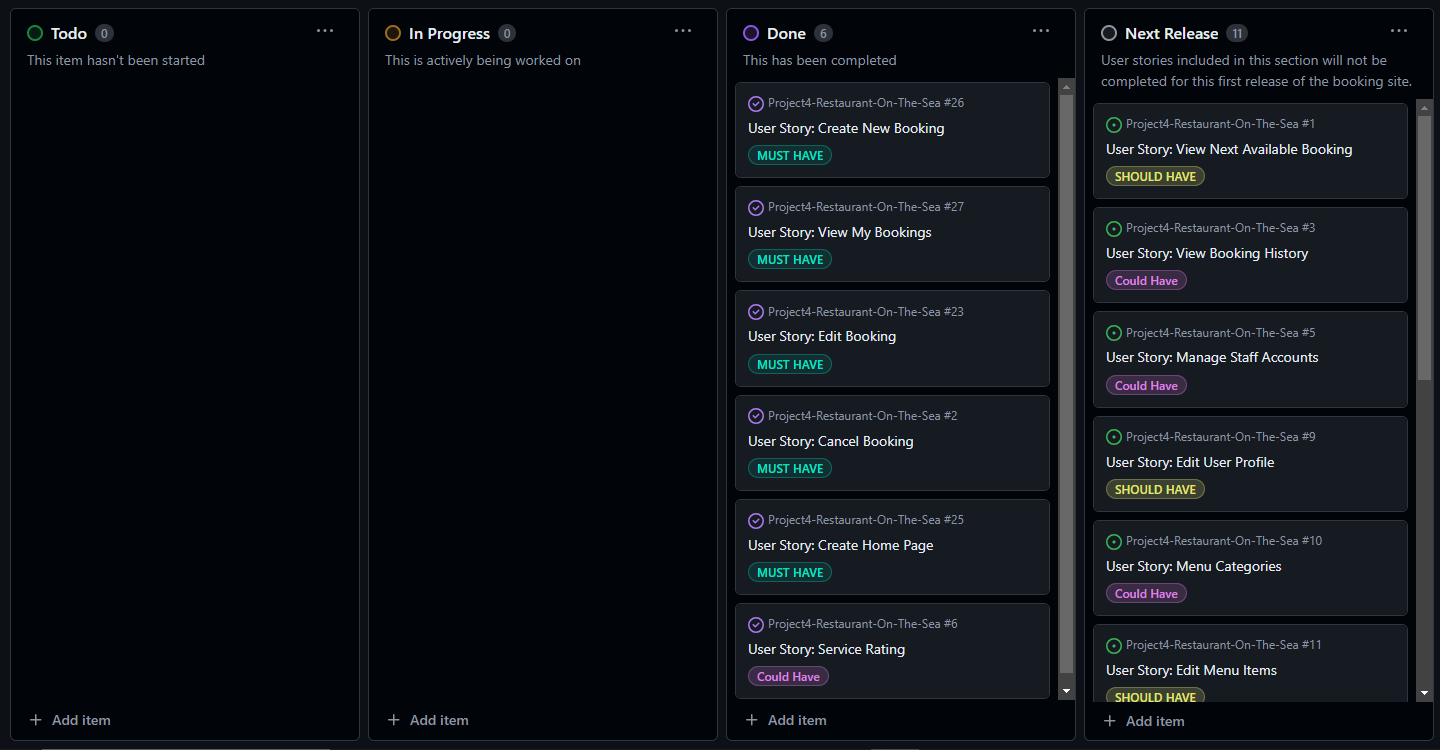 Todo 0
This item hasn't been started
Add item
In Progress 0
This is actively being worked on
Add item
Done 6
This has been completed
Project4-Restaurant-On-The-Sea #26
User Story: Create New Booking
MUST HAVE
Project4-Restaurant-On-The-Sea #27
User Story: View My Bookings
MUST HAVE
Project4-Restaurant-On-The-Sea #23
User Story: Edit Booking
MUST HAVE
Project4-Restaurant-On-The-Sea #2
User Story: Cancel Booking
MUST HAVE
Project4-Restaurant-On-The-Sea #25
User Story: Create Home Page
MUST HAVE
Project4-Restaurant-On-The-Sea #6
User Story: Service Rating
Could Have
Add item
Next Release 11
User stories included in this section will not be
completed for this first release of the booking site.
Project4-Restaurant-On-The-Sea #1
User Story: View Next Available Booking
SHOULD HAVE
Project4-Restaurant-On-The-Sea #3
User Story: View Booking History
Could Have
Project4-Restaurant-On-The-Sea #5
User Story: Manage Staff Accounts
Could Have
Project4-Restaurant-On-The-Sea #9
User Story: Edit User Profile
SHOULD HAVE
Project4-Restaurant-On-The-Sea #10
User Story: Menu Categories
Could Have
Project4-Restaurant-On-The-Sea #11
User Story: Edit Menu Items
SHOULD HAVE
Add item